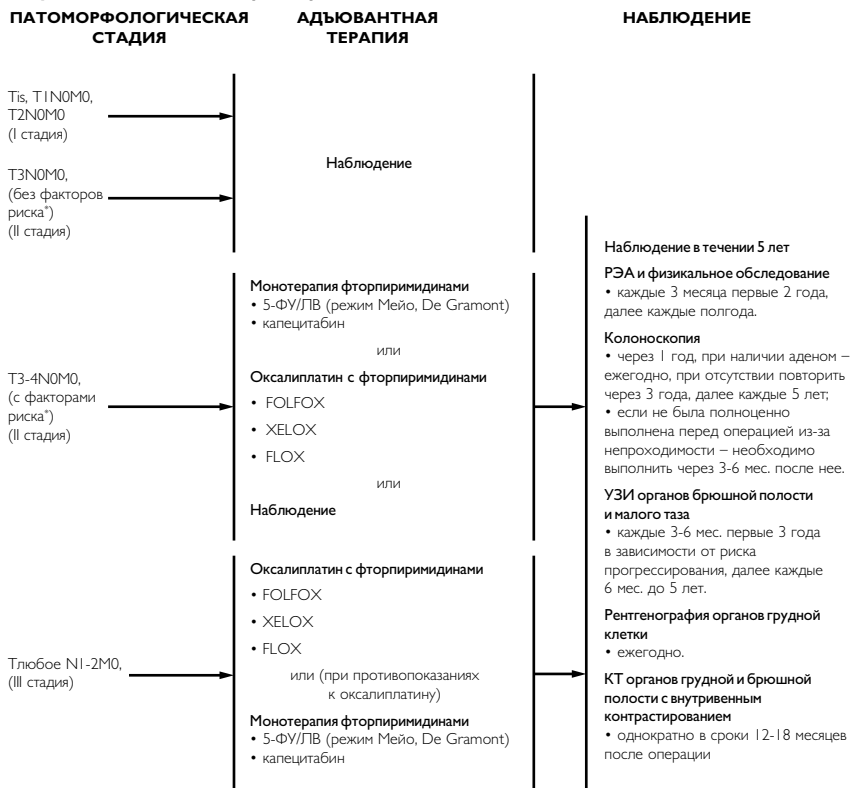 ПАТОМОРФОЛОГИЧЕСКАЯ
СТАДИЯ
АДЪЮВАНТНАЯ
ТЕРАПИЯ
НАБЛЮДЕНИЕ
Tis, T1N0M0,
T2N0M0
(I стадия)
T3N0M0,
(без факторов
риска*)
(II стадия)
Наблюдение
T3-4N0M0,
(с факторами
риска*)
(II стадия)
Монотерапия фторпиримидинами
• 5-ФУ/ЛВ (режим Мейо, De Gramont)
• капецитабин
или
Оксалиплатин с фторпиримидинами
• FOLFOX
• XELOX
• FLOX
или
Наблюдение
Tлюбое N1-2M0,
(III стадия)
Оксалиплатин с фторпиримидинами
• FOLFOX
• XELOX
• FLOX
или (при противопоказаниях
к оксалиплатину)
Монотерапия фторпиримидинами
• 5-ФУ/ЛВ (режим Мейо, De Gramont)
• капецитабин
Наблюдение в течении 5 лет
РЭА и физикальное обследование
• каждые 3 месяца первые 2 года,
далее каждые полгода.
Колоноскопия
• через 1 год, при наличии аденом –
ежегодно, при отсутствии повторить
через 3 года, далее каждые 5 лет;
• если не была полноценно
выполнена перед операцией из-за
непроходимости – необходимо
выполнить через 3-6 мес. после нее.
УЗИ органов брюшной полости
и малого таза
• каждые 3-6 мес. первые 3 года
в зависимости от риска
прогрессирования, далее каждые
6 мес. до 5 лет.
Рентгенография органов грудной
клетки
• ежегодно.
КТ органов грудной и брюшной
полости с внутривенным
контрастированием
• однократно в сроки 12-18 месяцев
после операции